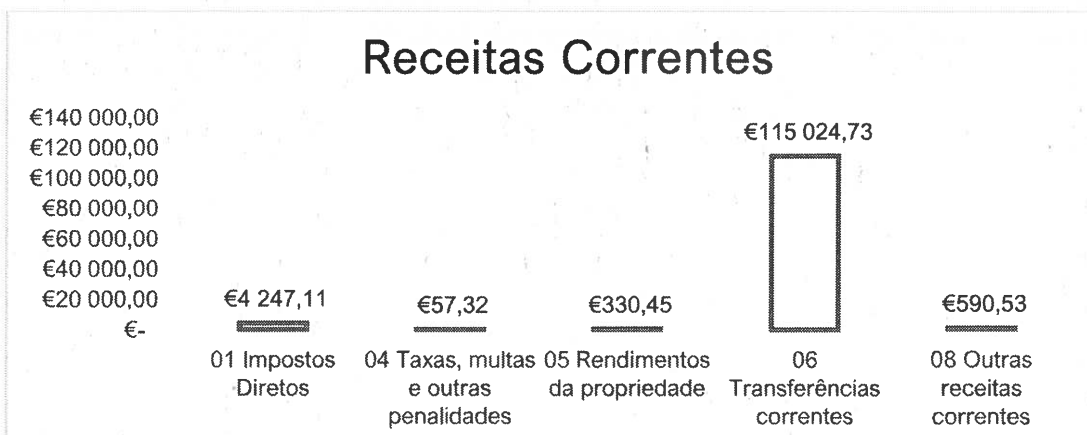 Receitas Correntes
€140 000,00
€120 000,00
€100 000,00
€80 000,00
€60 000,00
€40 000,00
€20 000,00
€-
€4 247,11
€57,32
€330,45
€115 024,73
€590,53
01 Impostos
Diretos
04 Taxas, multas
e outras
penalidades
05 Rendimentos
da propriedade
06
Transferências
correntes
08 Outras
receitas
correntes